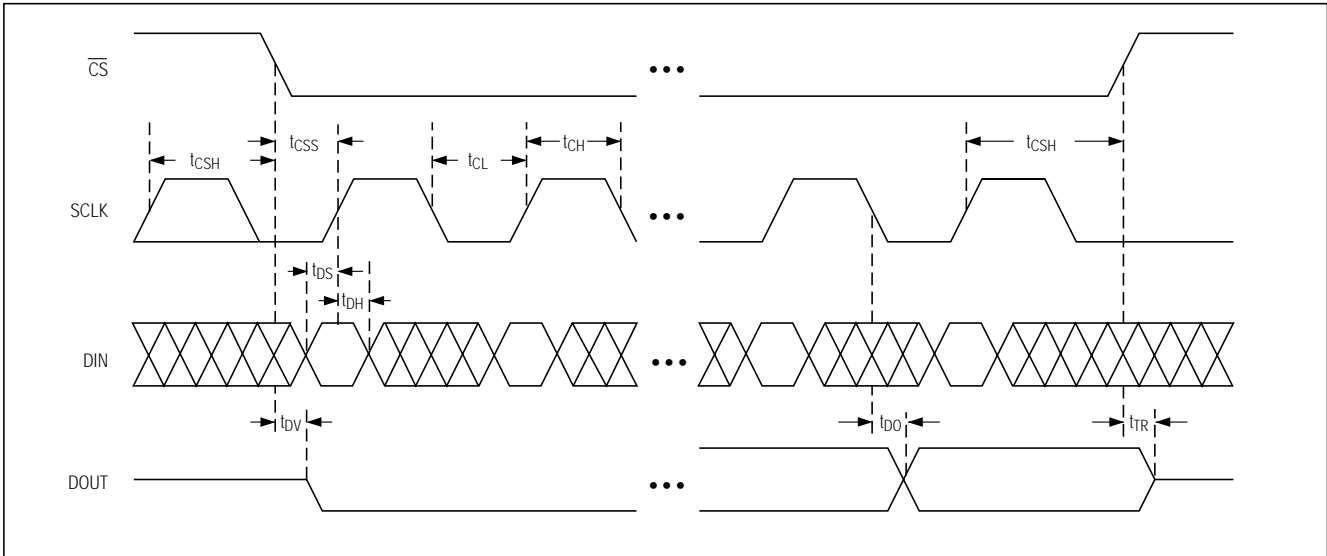 CS
•••
tCSH
tCSS
tCL
tCH
tCSH
SCLK
•••
tDS
tDH
DIN
•••
tDV
tDO
tTR
DOUT
•••